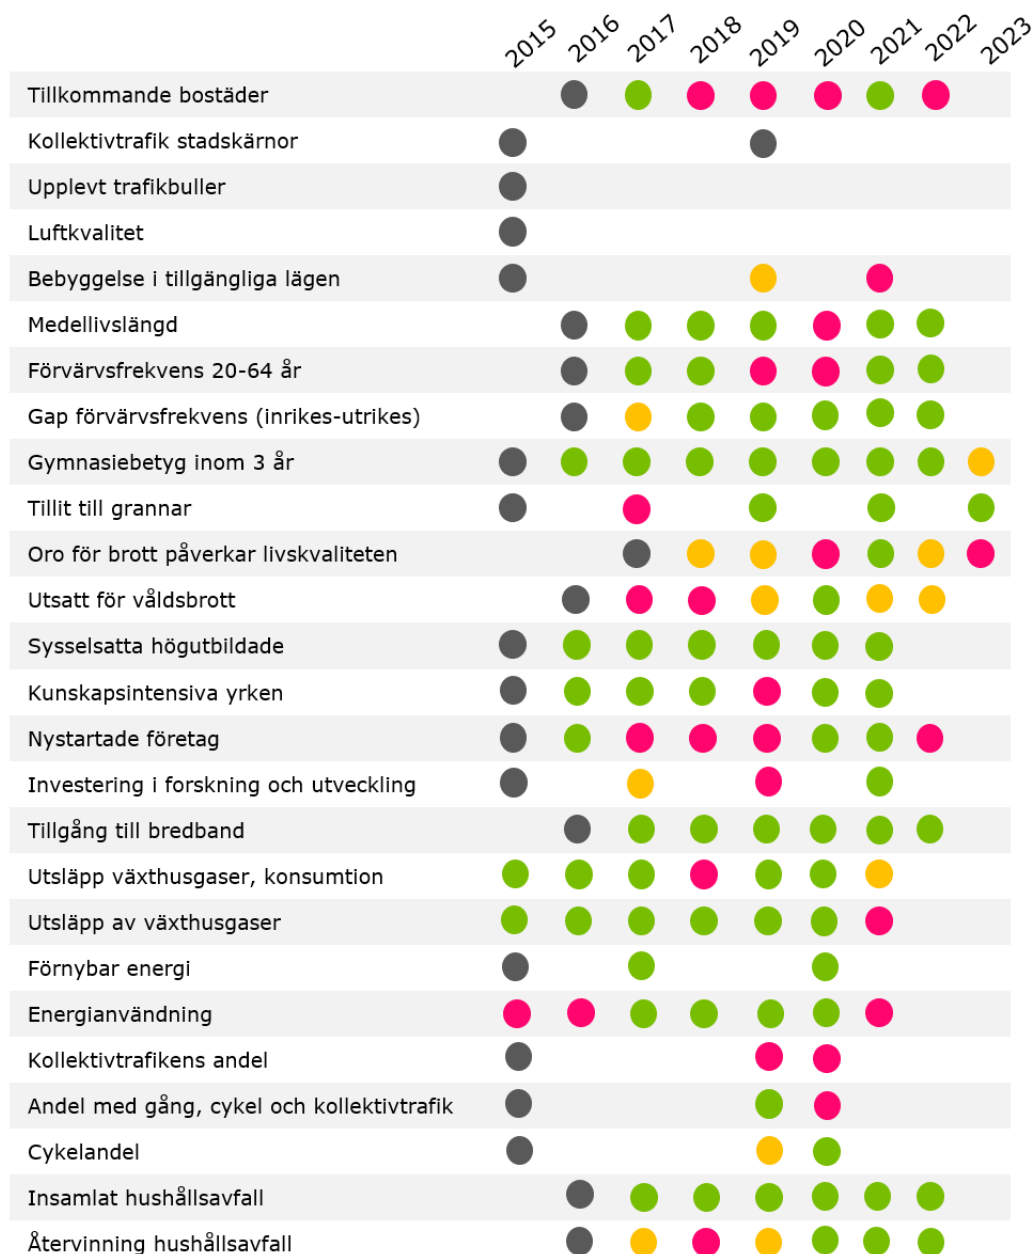 2015 2016 2017 2018 2019 2020 2021 2022 2023
Tillkommande bostäder
Kollektivtrafik stadskärnor
Upplevt trafikbuller
Luftkvalitet
Bebyggelse i tillgängliga lägen
Medellivslängd
Förvärvsfrekvens 20-64 år
Gap förvärvsfrekvens (inrikes-utrikes)
Gymnasiebetyg inom 3 år
Tillit till grannar
Oro för brott påverkar livskvaliteten
Utsatt för våldsbrott
Sysselsatta högutbildade
Kunskapsintensiva yrken
Nystartade företag
Investering i forskning och utveckling
Tillgång till bredband
Utsläpp växthusgaser, konsumtion
Utsläpp av växthusgaser
Förnybar energi
Energianvändning
Kollektivtrafikens andel
Andel med gång, cykel och kollektivtrafik
Cykelandel
Insamlat hushållsavfall
Återvinning hushållsavfall